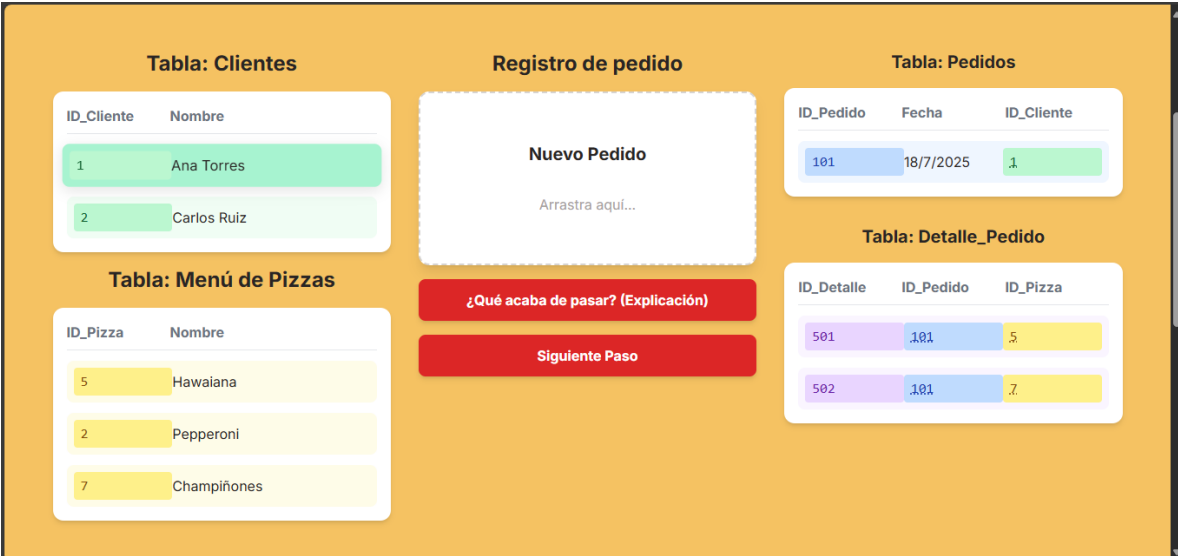 Tabla: Clientes
ID_Cliente Nombre
1 Ana Torres
2 Carlos Ruiz
Tabla: Menú de Pizzas
ID_Pizza Nombre
5 Hawaiana
2 Pepperoni
7 Champiñones
Registro de pedido
Nuevo Pedido
Arrastra aquí...
¿Qué acaba de pasar? (Explicación)
Siguiente Paso
Tabla: Pedidos
ID_Pedido Fecha ID_Cliente
101 18/7/2025 1
Tabla: Detalle_Pedido
ID_Detalle ID_Pedido ID_Pizza
501 101 5
502 101 7